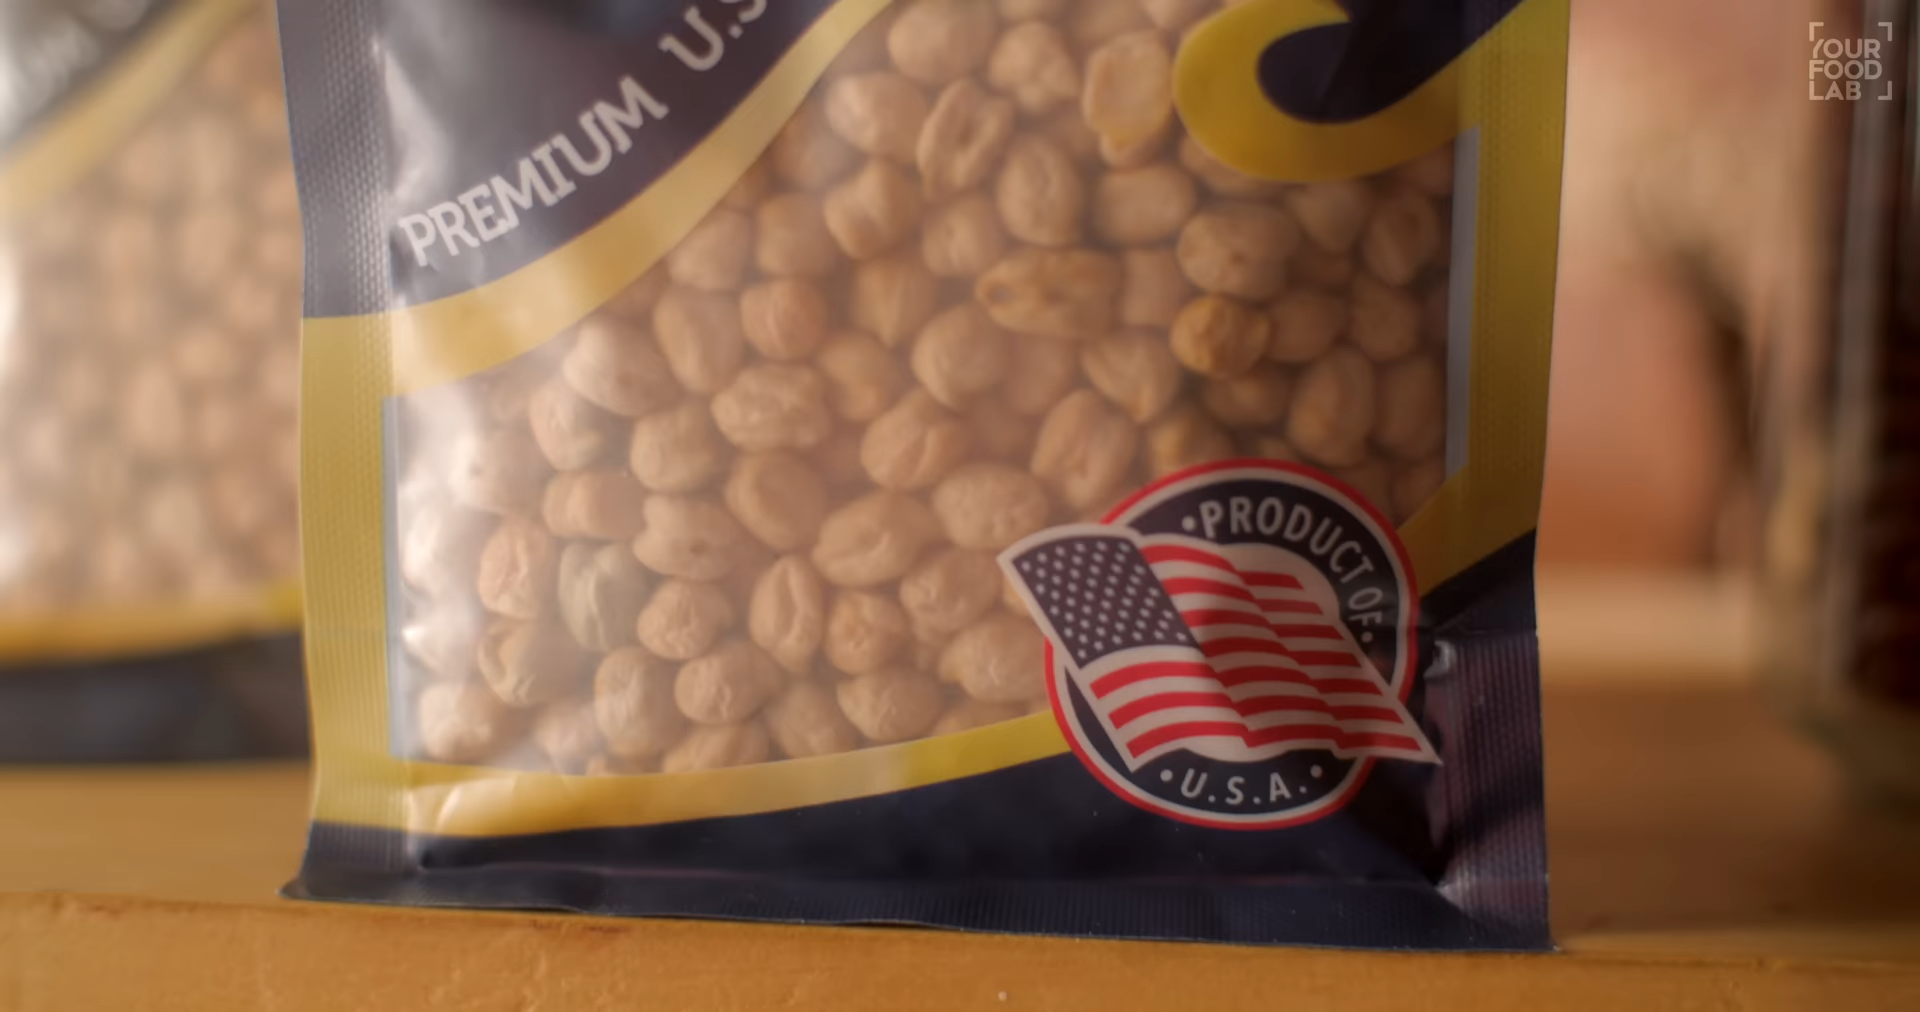 PREMIUM U.S
•PRODUCT OF•
•U.S.A.•
YOUR
FOOD
LAB